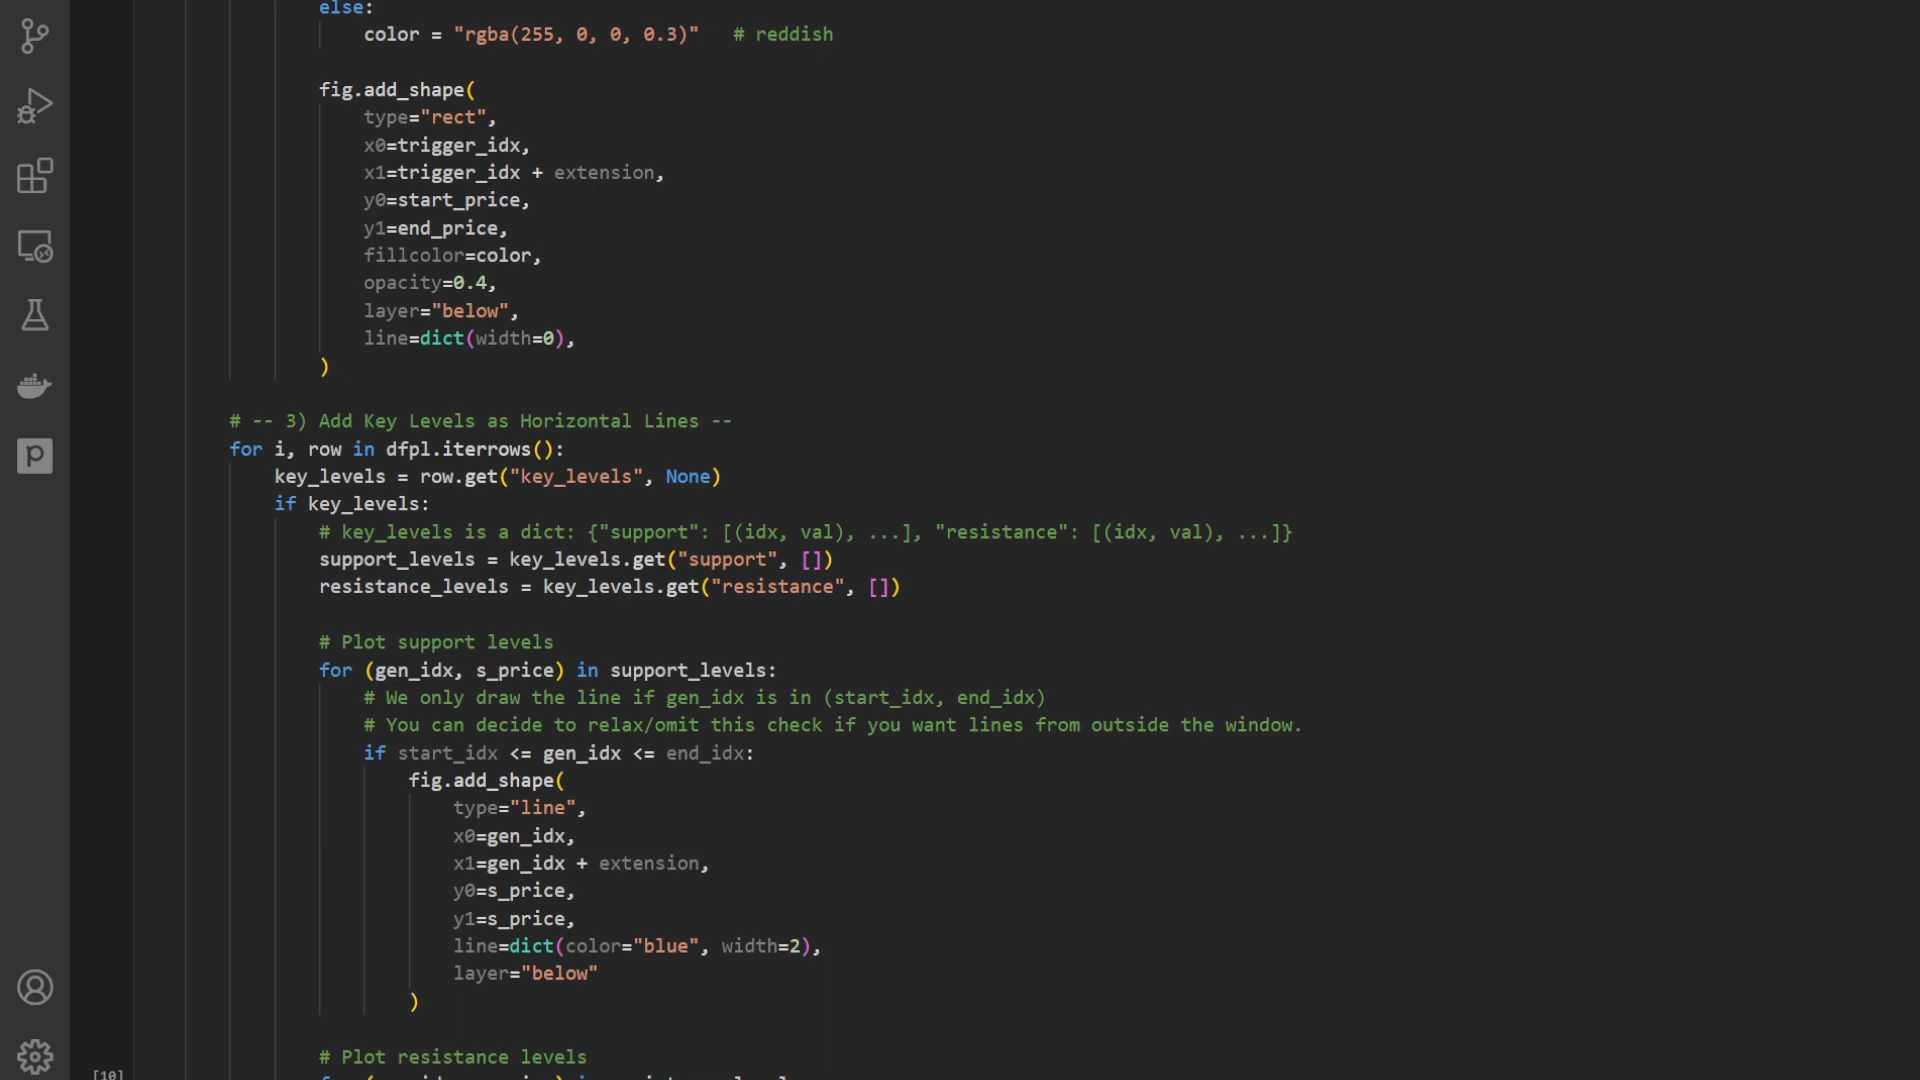 else:
color = "rgba(255, 0, 0, 0.3)"   # reddish
fig.add_shape(
type="rect",
x0=trigger_idx,
x1=trigger_idx + extension,
y0=start_price,
y1=end_price,
fillcolor=color,
opacity=0.4,
layer="below",
line=dict(width=0),
)
# -- 3) Add Key Levels as Horizontal Lines --
for i, row in dfpl.iterrows():
key_levels = row.get("key_levels", None)
if key_levels:
# key_levels is a dict: {"support": [(idx, val), ...], "resistance": [(idx, val), ...]}
support_levels = key_levels.get("support", [])
resistance_levels = key_levels.get("resistance", [])
# Plot support levels
for (gen_idx, s_price) in support_levels:
# We only draw the line if gen_idx is in (start_idx, end_idx)
# You can decide to relax/omit this check if you want lines from outside the window.
if start_idx <= gen_idx <= end_idx:
fig.add_shape(
type="line",
x0=gen_idx,
x1=gen_idx + extension,
y0=s_price,
y1=s_price,
line=dict(color="blue", width=2),
layer="below"
)
# Plot resistance levels
[10]